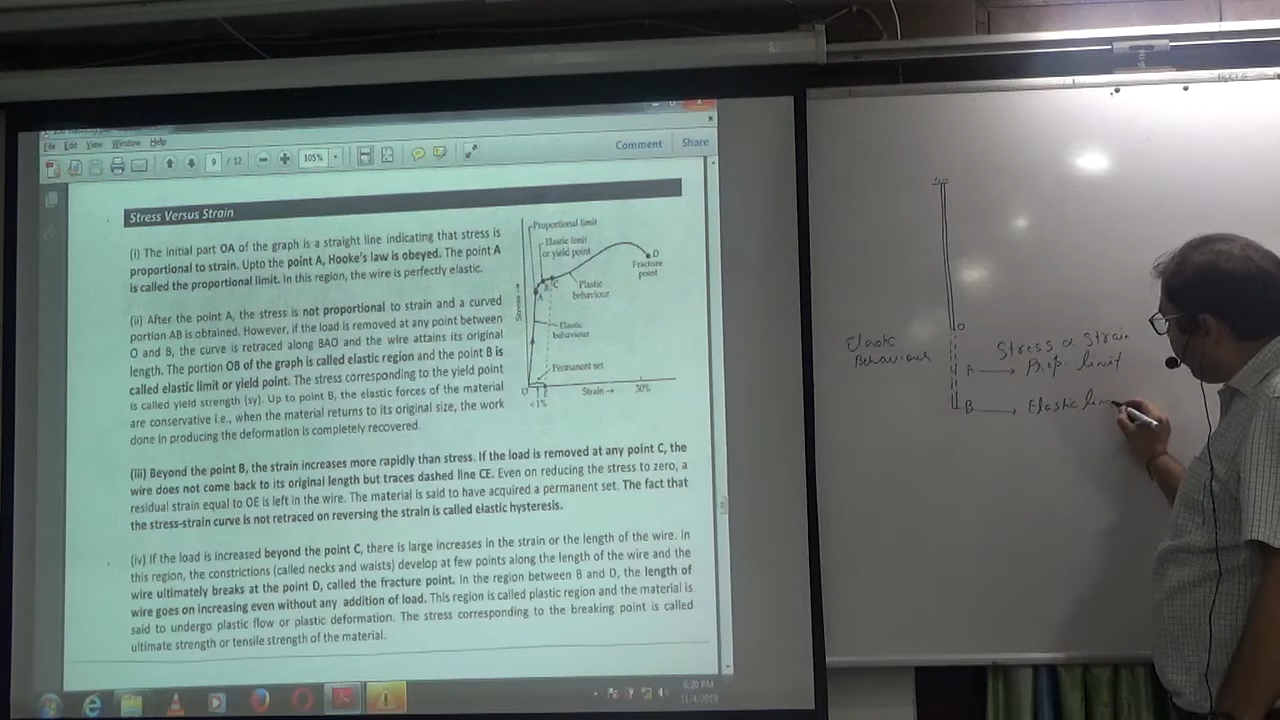 File Edit View Window Help
9 / 12
105%
Comment
Share
Stress Versus Strain
(i) The initial part OA of the graph is a straight line indicating that stress is
proportional to strain. Upto the point A, Hooke's law is obeyed. The point A
is called the proportional limit. In this region, the wire is perfectly elastic.
(ii) After the point A, the stress is not proportional to strain and a curved
portion AB is obtained. However, if the load is removed at any point between
O and B, the curve is retraced along BAO and the wire attains its original
length. The portion OB of the graph is called elastic region and the point B is
called elastic limit or yield point. The stress corresponding to the yield point
is called yield strength (sy). Up to point B, the elastic forces of the material
are conservative i.e., when the material returns to its original size, the work
done in producing the deformation is completely recovered.
Proportional limit
Elastic limit
or yield point
D
Fracture
point
B
C
A
Plastic
behaviour
Stress →
Elastic
behaviour
Permanent set
O
E
Strain →
30%
<1%
(iii) Beyond the point B, the strain increases more rapidly than stress. If the load is removed at any point C, the
wire does not come back to its original length but traces dashed line CE. Even on reducing the stress to zero, a
residual strain equal to OE is left in the wire. The material is said to have acquired a permanent set. The fact that
the stress-strain curve is not retraced on reversing the strain is called elastic hysteresis.
(iv) If the load is increased beyond the point C, there is large increases in the strain or the length of the wire. In
this region, the constrictions (called necks and waists) develop at few points along the length of the wire and the
wire ultimately breaks at the point D, called the fracture point. In the region between B and D, the length of
wire goes on increasing even without any addition of load. This region is called plastic region and the material is
said to undergo plastic flow or plastic deformation. The stress corresponding to the breaking point is called
ultimate strength or tensile strength of the material.
6:20 PM
11/4/2019
O
Elastic
Behaviour
Stress ∝ Strain
A → Prop. limit
B → Elastic lim